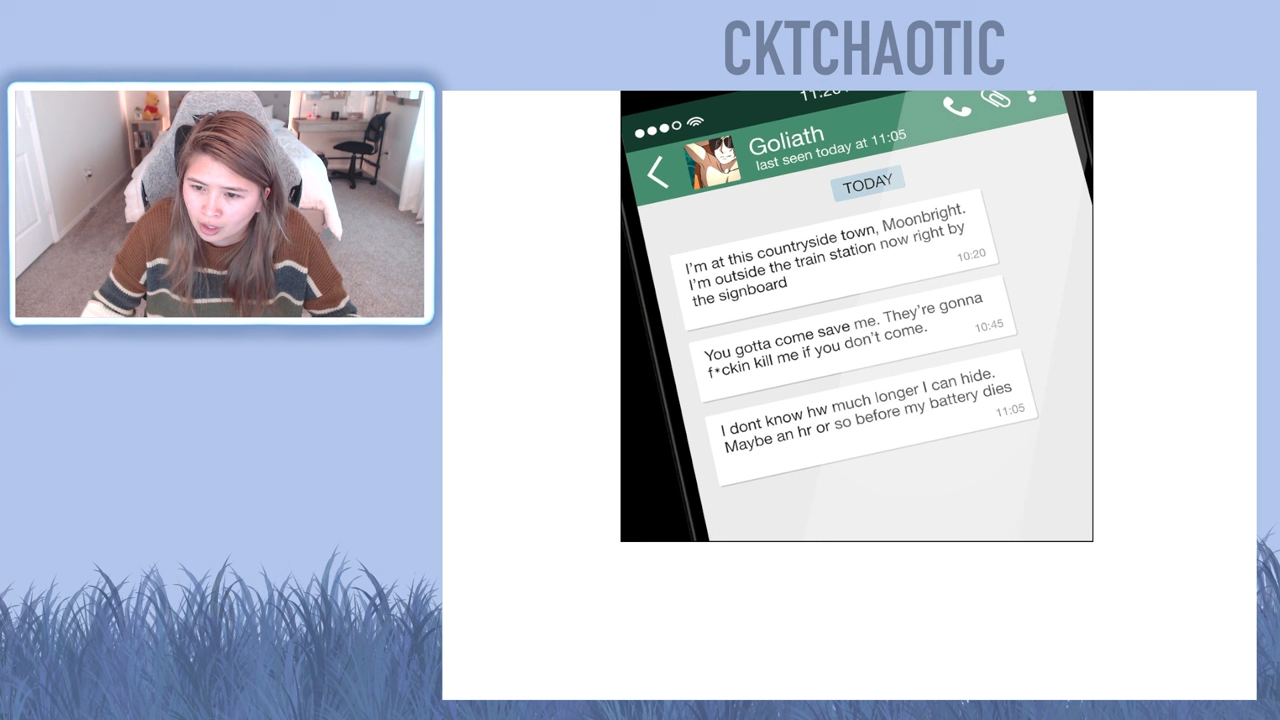 CKTCHAOTIC
Goliath
last seen today at 11:05
TODAY
I'm at this countryside town, Moonbright.
I'm outside the train station now right by
the signboard
10:20
You gotta come save me. They're gonna
f*ckin kill me if you don't come.
10:45
I dont know hw much longer I can hide.
Maybe an hr or so before my battery dies
11:05